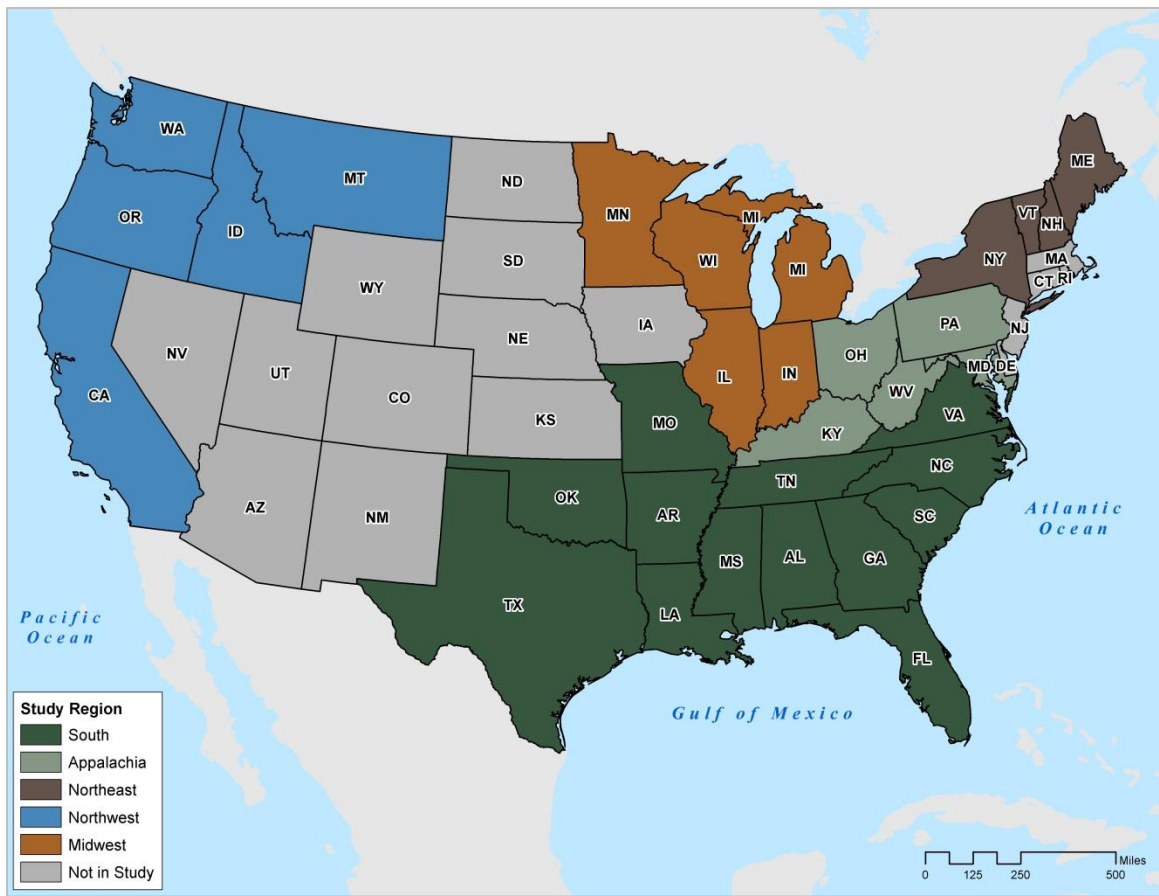 WA
MT
ND
MN
ME
OR
ID
SD
WI
MI
MI
VT
NH
NY
WY
MA
CT
RI
IA
PA
NJ
NE
NV
UT
CO
IL
IN
OH
MD
DE
WV
CA
KS
MO
KY
VA
AZ
NM
OK
AR
TN
NC
SC
MS
AL
GA
TX
LA
FL
Atlantic
Ocean
Pacific
Ocean
Gulf of Mexico
Study Region
South
Appalachia
Northeast
Northwest
Midwest
Not in Study
Miles
0 125 250 500